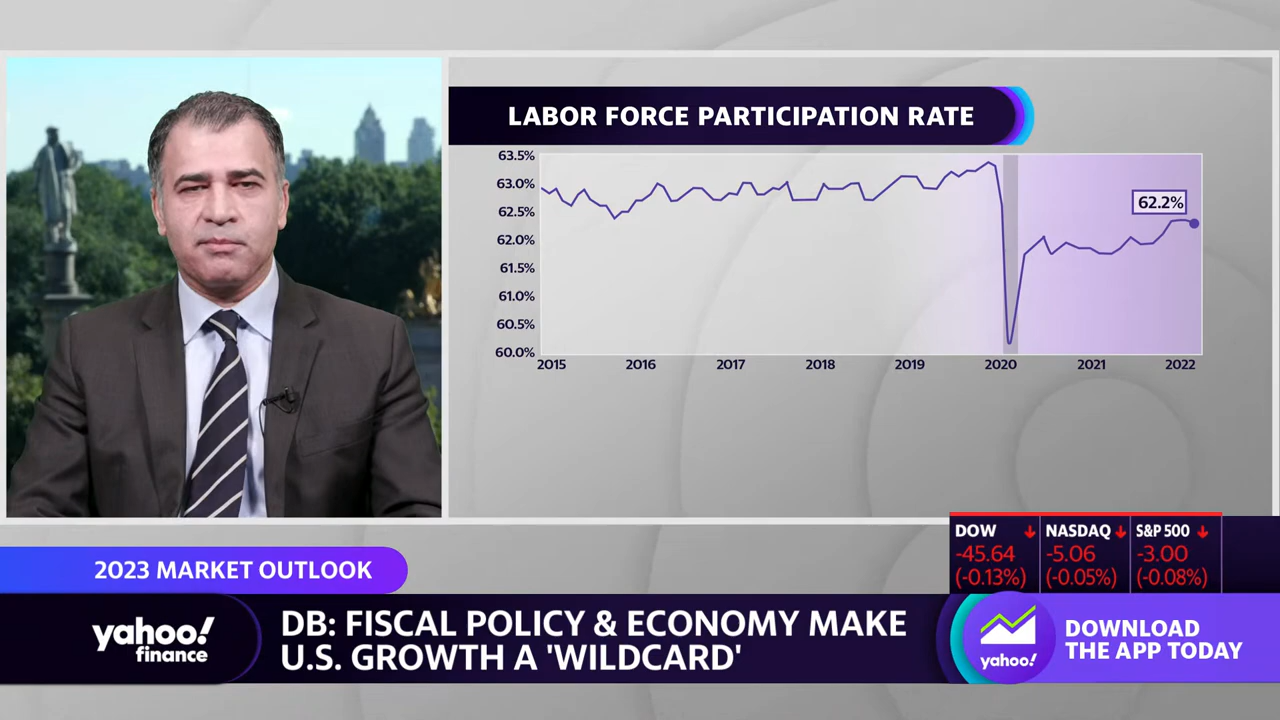 LABOR FORCE PARTICIPATION RATE
63.5%
63.0%
62.5%
62.0%
61.5%
61.0%
60.5%
60.0%
62.2%
2015 2016 2017 2018 2019 2020 2021 2022
DOW NASDAQ S&P 500
-45.64 -5.06 -3.00
(-0.13%) (-0.05%) (-0.08%)
2023 MARKET OUTLOOK
yahoo!
finance
DB: FISCAL POLICY & ECONOMY MAKE
U.S. GROWTH A 'WILDCARD'
yahoo!
DOWNLOAD
THE APP TODAY